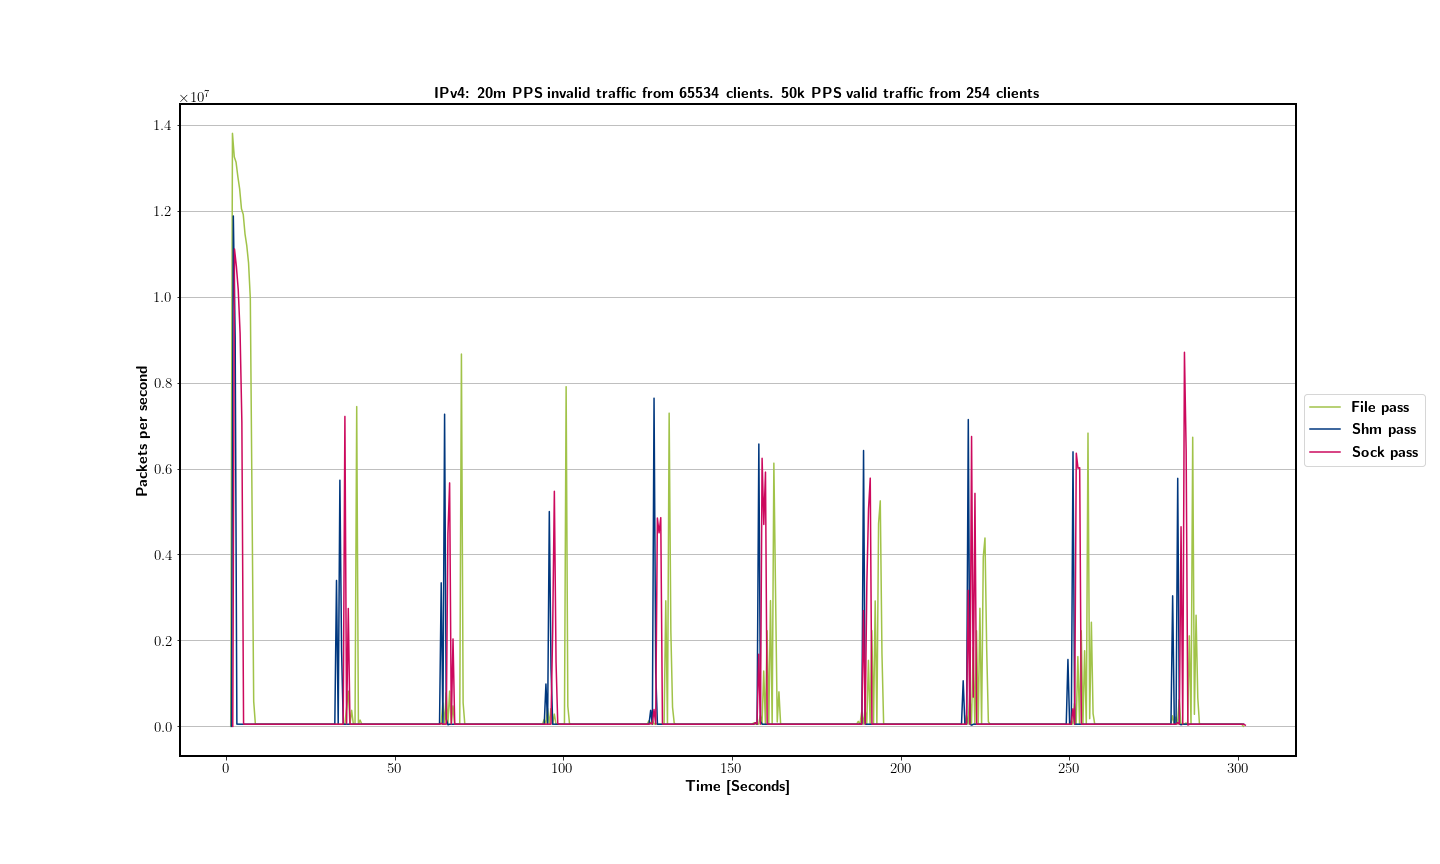 IPv4: 20m PPS invalid traffic from 65534 clients. 50k PPS valid traffic from 254 clients
×10⁷
1.4
1.2
1.0
0.8
0.6
0.4
0.2
0.0
Packets per second
0 50 100 150 200 250 300
Time [Seconds]
File pass
Shm pass
Sock pass